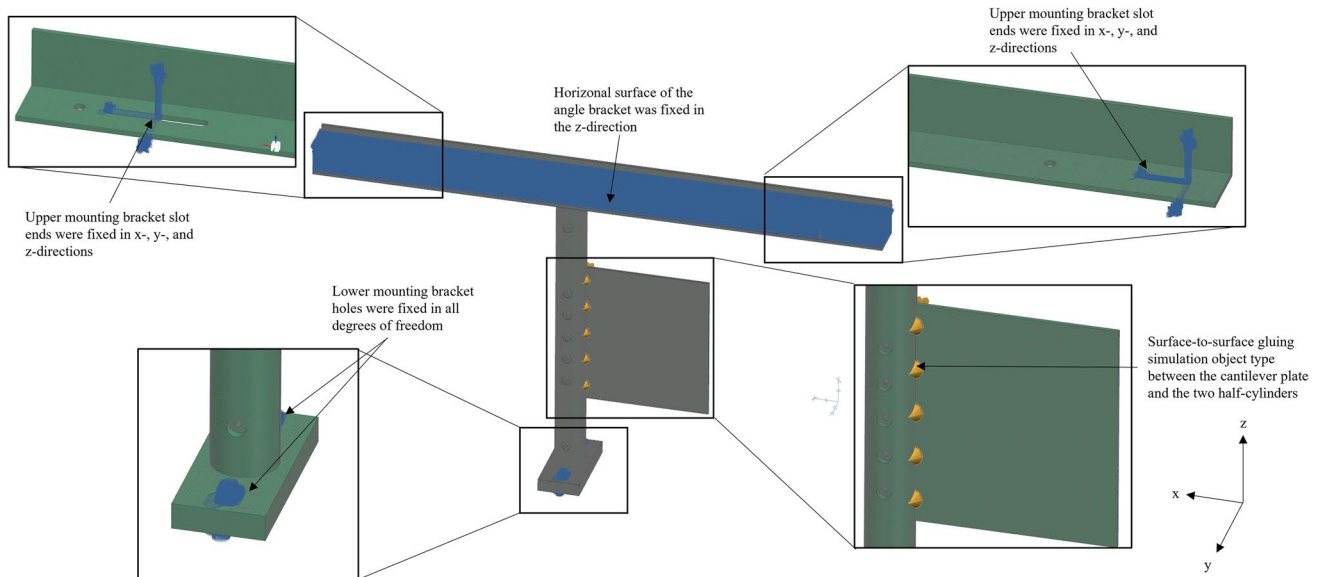 Upper mounting bracket slot
ends were fixed in x-, y-, and
z-directions
Horizonal surface of the
angle bracket was fixed in
the z-direction
Upper mounting bracket slot
ends were fixed in x-, y-, and
z-directions
Lower mounting bracket
holes were fixed in all
degrees of freedom
Surface-to-surface gluing
simulation object type
between the cantilever plate
and the two half-cylinders
z
x
y